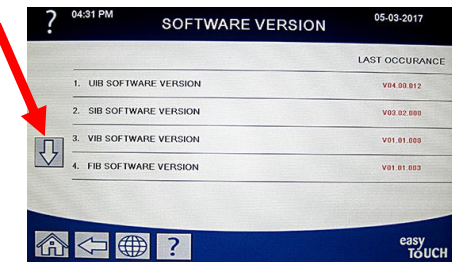 ? 04:31 PM SOFTWARE VERSION 05-03-2017
LAST OCCURANCE
1. UIB SOFTWARE VERSION V04.00.012
2. SIB SOFTWARE VERSION V03.02.000
3. VIB SOFTWARE VERSION V01.01.000
4. FIB SOFTWARE VERSION V01.01.003
? easy
TOUCH